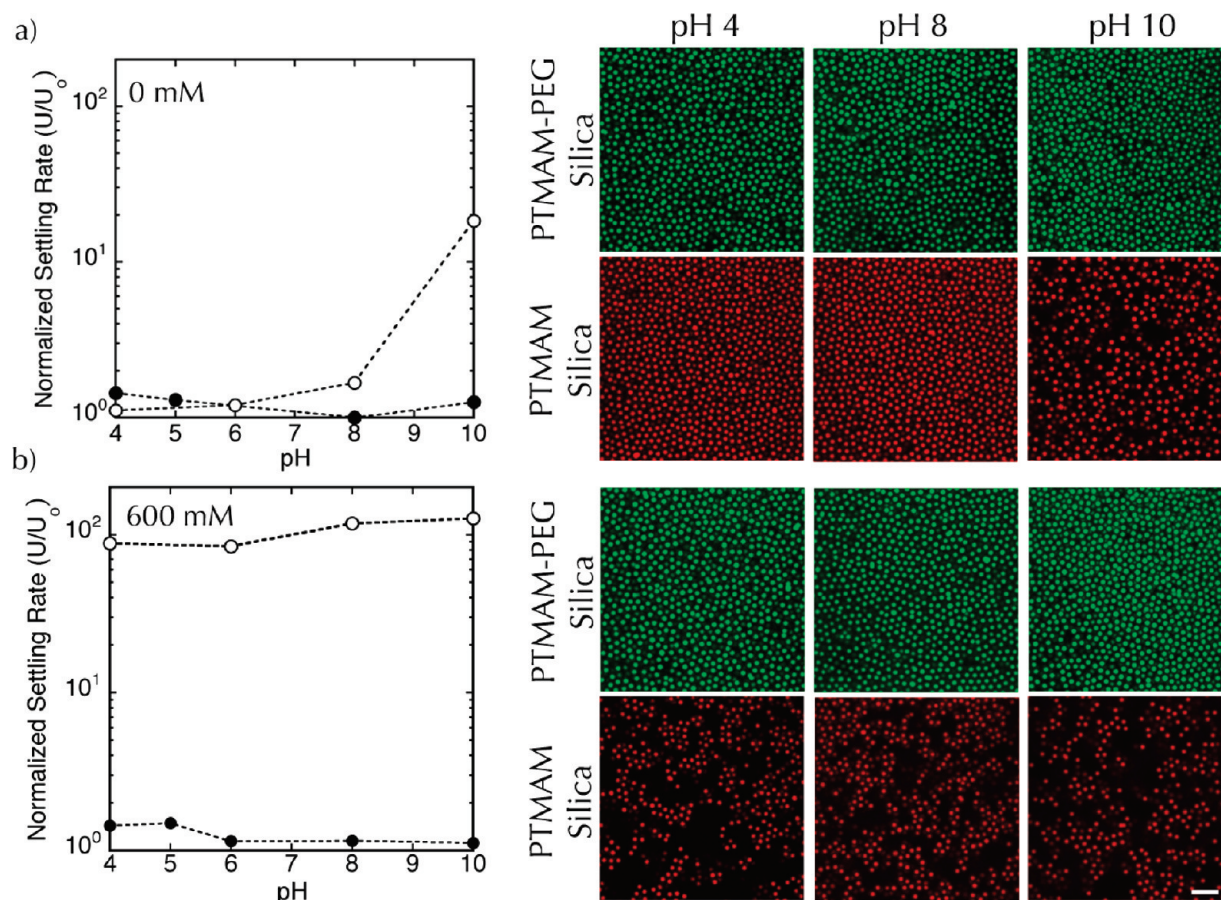 a)
0 mM
Normalized Settling Rate (U/Uo)
10²
10¹
10⁰
4 5 6 7 8 9 10
pH
pH 4 pH 8 pH 10
PTMAM-PEG
Silica
PTMAM
Silica
b)
600 mM
Normalized Settling Rate (U/Uo)
10²
10¹
10⁰
4 5 6 7 8 9 10
pH
PTMAM-PEG
Silica
PTMAM
Silica